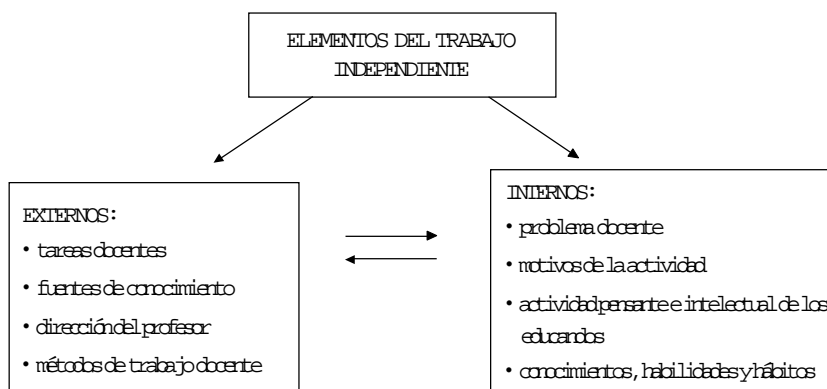 ELEMENTOS DEL TRABAJO
INDEPENDIENTE
EXTERNOS:
• tareas docentes
• fuentes de conocimiento
• dirección del profesor
• métodos de trabajo docente
INTERNOS:
• problema docente
• motivos de la actividad
• actividad pensante e intelectual de los
educandos
• conocimientos, habilidades y hábitos